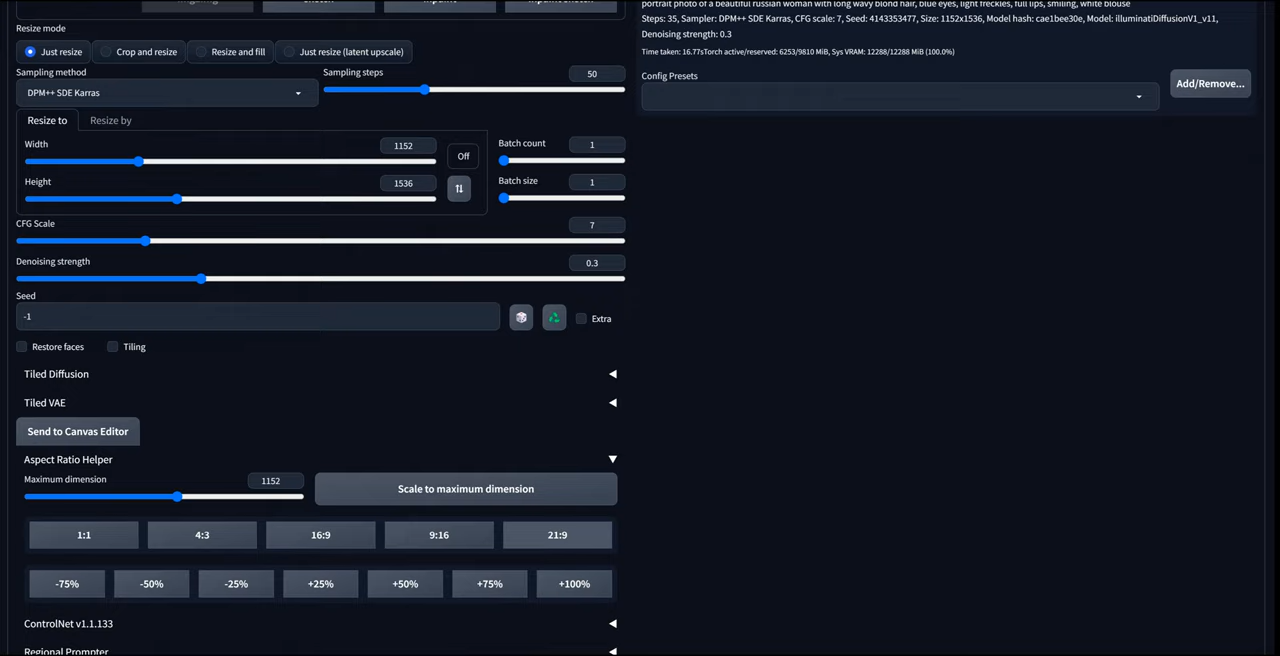 portrait photo of a beautiful russian woman with long wavy blond hair, blue eyes, light freckles, full lips, smiling, white blouse
Steps: 35, Sampler: DPM++ SDE Karras, CFG scale: 7, Seed: 4143353477, Size: 1152x1536, Model hash: cae1bee30e, Model: illuminatiDiffusionV1_v11,
Denoising strength: 0.3
Time taken: 16.77sTorch active/reserved: 6253/9810 MiB, Sys VRAM: 12288/12288 MiB (100.0%)
Config Presets
Add/Remove...
Resize mode
Just resize
Crop and resize
Resize and fill
Just resize (latent upscale)
Sampling method
Sampling steps
50
DPM++ SDE Karras
Resize to
Resize by
Width
1152
Off
Batch count
1
Height
1536
Batch size
1
CFG Scale
7
Denoising strength
0.3
Seed
-1
Extra
Restore faces
Tiling
Tiled Diffusion
Tiled VAE
Send to Canvas Editor
Aspect Ratio Helper
Maximum dimension
1152
Scale to maximum dimension
1:1
4:3
16:9
9:16
21:9
-75%
-50%
-25%
+25%
+50%
+75%
+100%
ControlNet v1.1.133
Regional Prompter